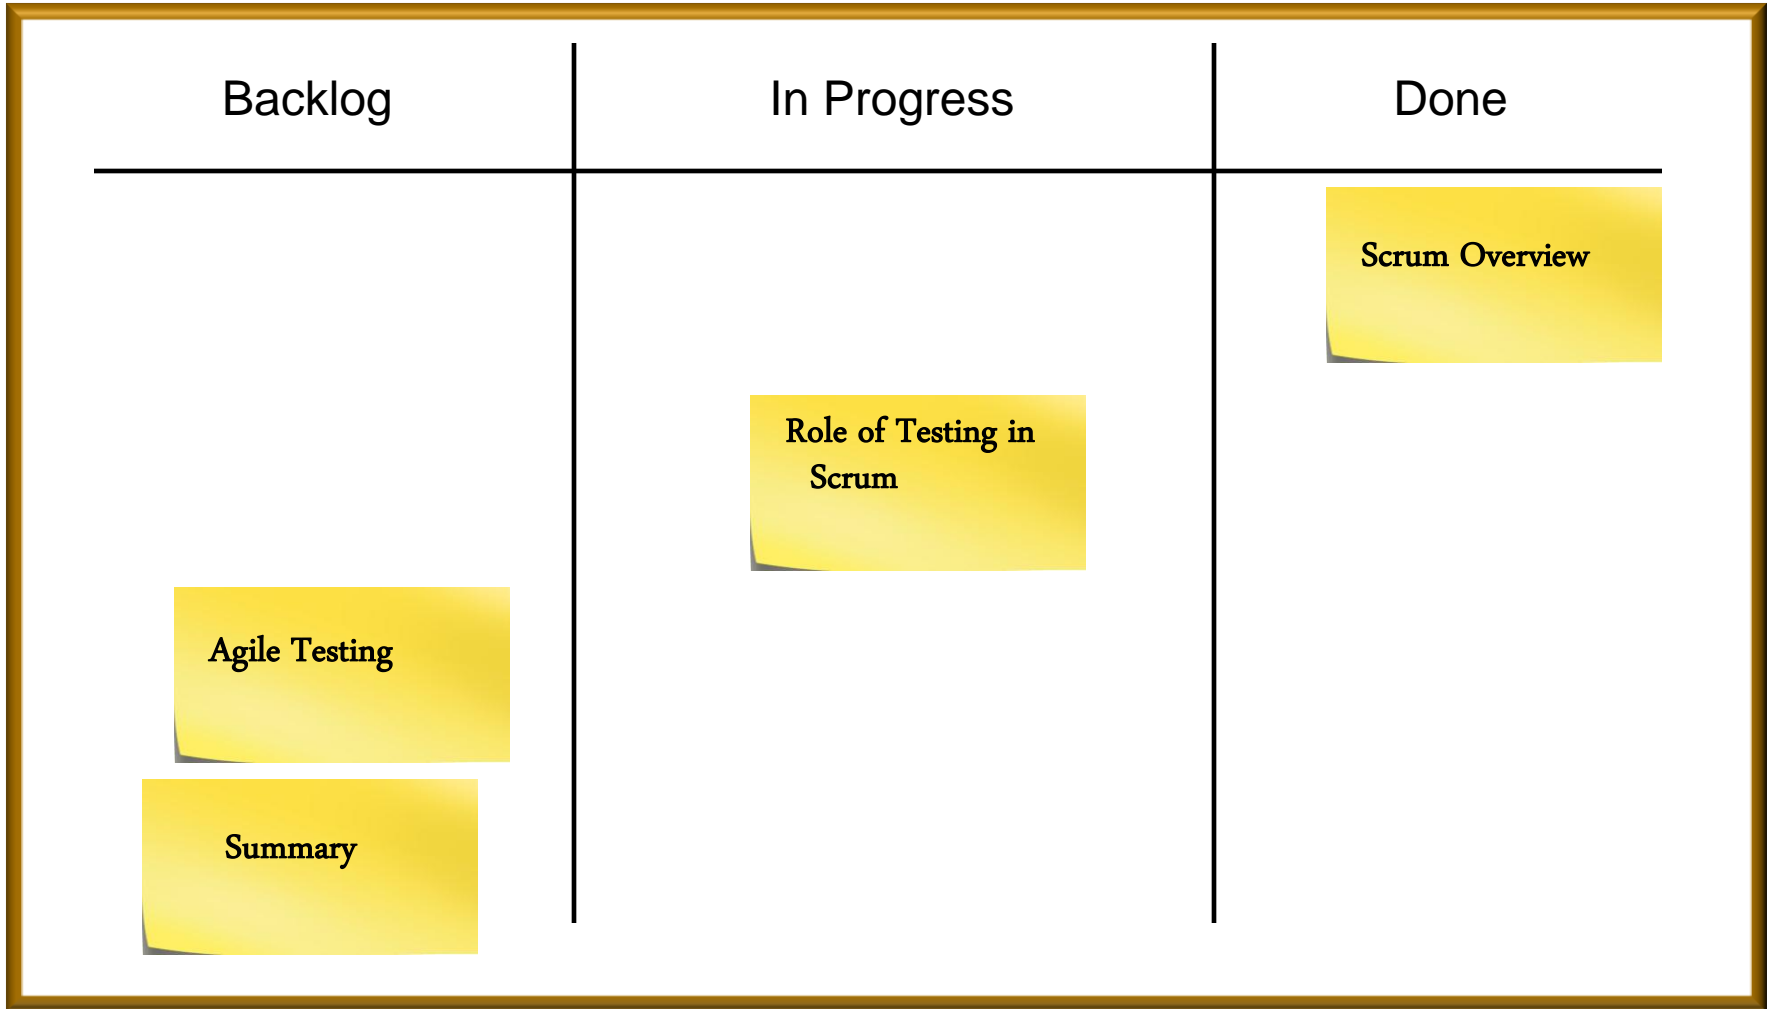 Backlog
In Progress
Done
Scrum Overview
Role of Testing in
Scrum
Agile Testing
Summary